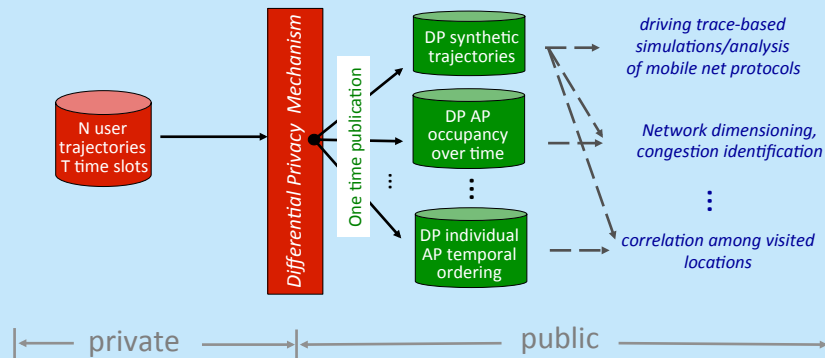 N user
trajectories
T time slots
Differential Privacy Mechanism
One time publication
...
DP synthetic
trajectories
DP AP
occupancy
over time
...
DP individual
AP temporal
ordering
driving trace-based
simulations/analysis
of mobile net protocols
Network dimensioning,
congestion identification
...
correlation among visited
locations
private
public